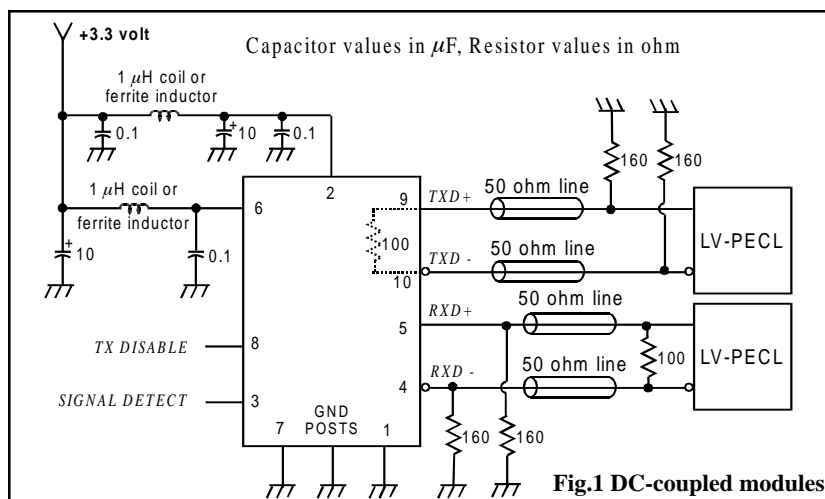 +3.3 volt
Capacitor values in µF, Resistor values in ohm
1 µH coil or
ferrite inductor
0.1
+
10
0.1
1 µH coil or
ferrite inductor
+
10
0.1
2
6
8
3
7
GND
POSTS
1
9
100
10
5
4
TX DISABLE
SIGNAL DETECT
TXD+
50 ohm line
160
160
LV-PECL
TXD -
50 ohm line
RXD+
50 ohm line
100
LV-PECL
RXD -
50 ohm line
160
160
Fig.1 DC-coupled modules